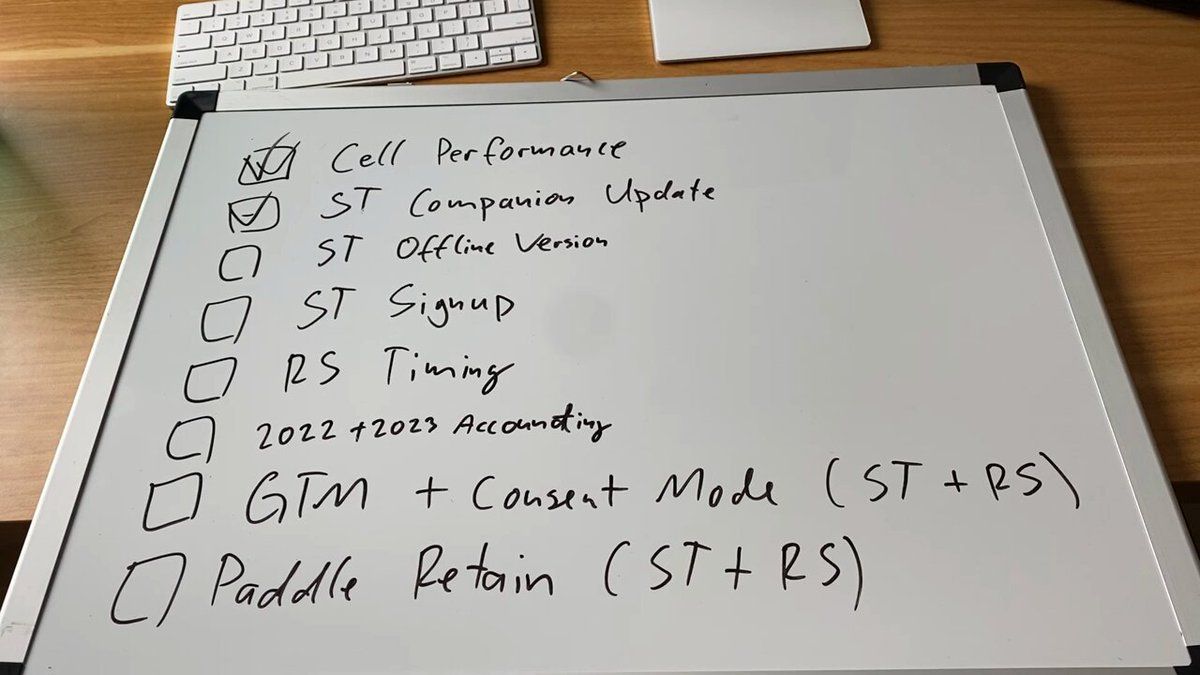 Cell Performance
ST Companion Update
ST Offline Version
ST Signup
RS Timing
2022 + 2023 Accounting
GTM + Consent Mode (ST + RS)
Paddle Retain (ST + RS)